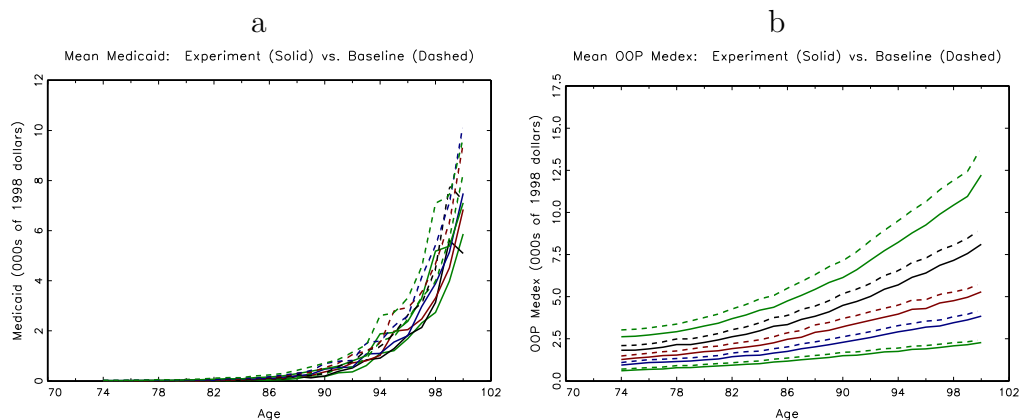 a
Mean Medicaid: Experiment (Solid) vs. Baseline (Dashed)
Medicaid (000s of 1998 dollars)
12
10
8
6
4
2
0
70 74 78 82 86 90 94 98 102
Age
b
Mean OOP Medex: Experiment (Solid) vs. Baseline (Dashed)
OOP Medex (000s of 1998 dollars)
17.5
15.0
12.5
10.0
7.5
5.0
2.5
0.0
70 74 78 82 86 90 94 98 102
Age